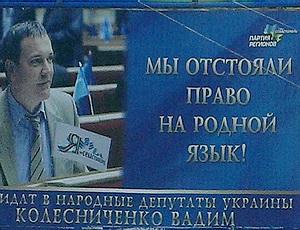 ПАРТИЯ
РЕГИОНОВ
МЫ ОТСТОЯЛИ
ПРАВО
НА РОДНОЙ
ЯЗЫК!
Я
ИДАТ В НАРОДНЫЕ ДЕПУТАТЫ УКРАИНЫ
КОЛЕСНИЧЕНКО ВАДИМ